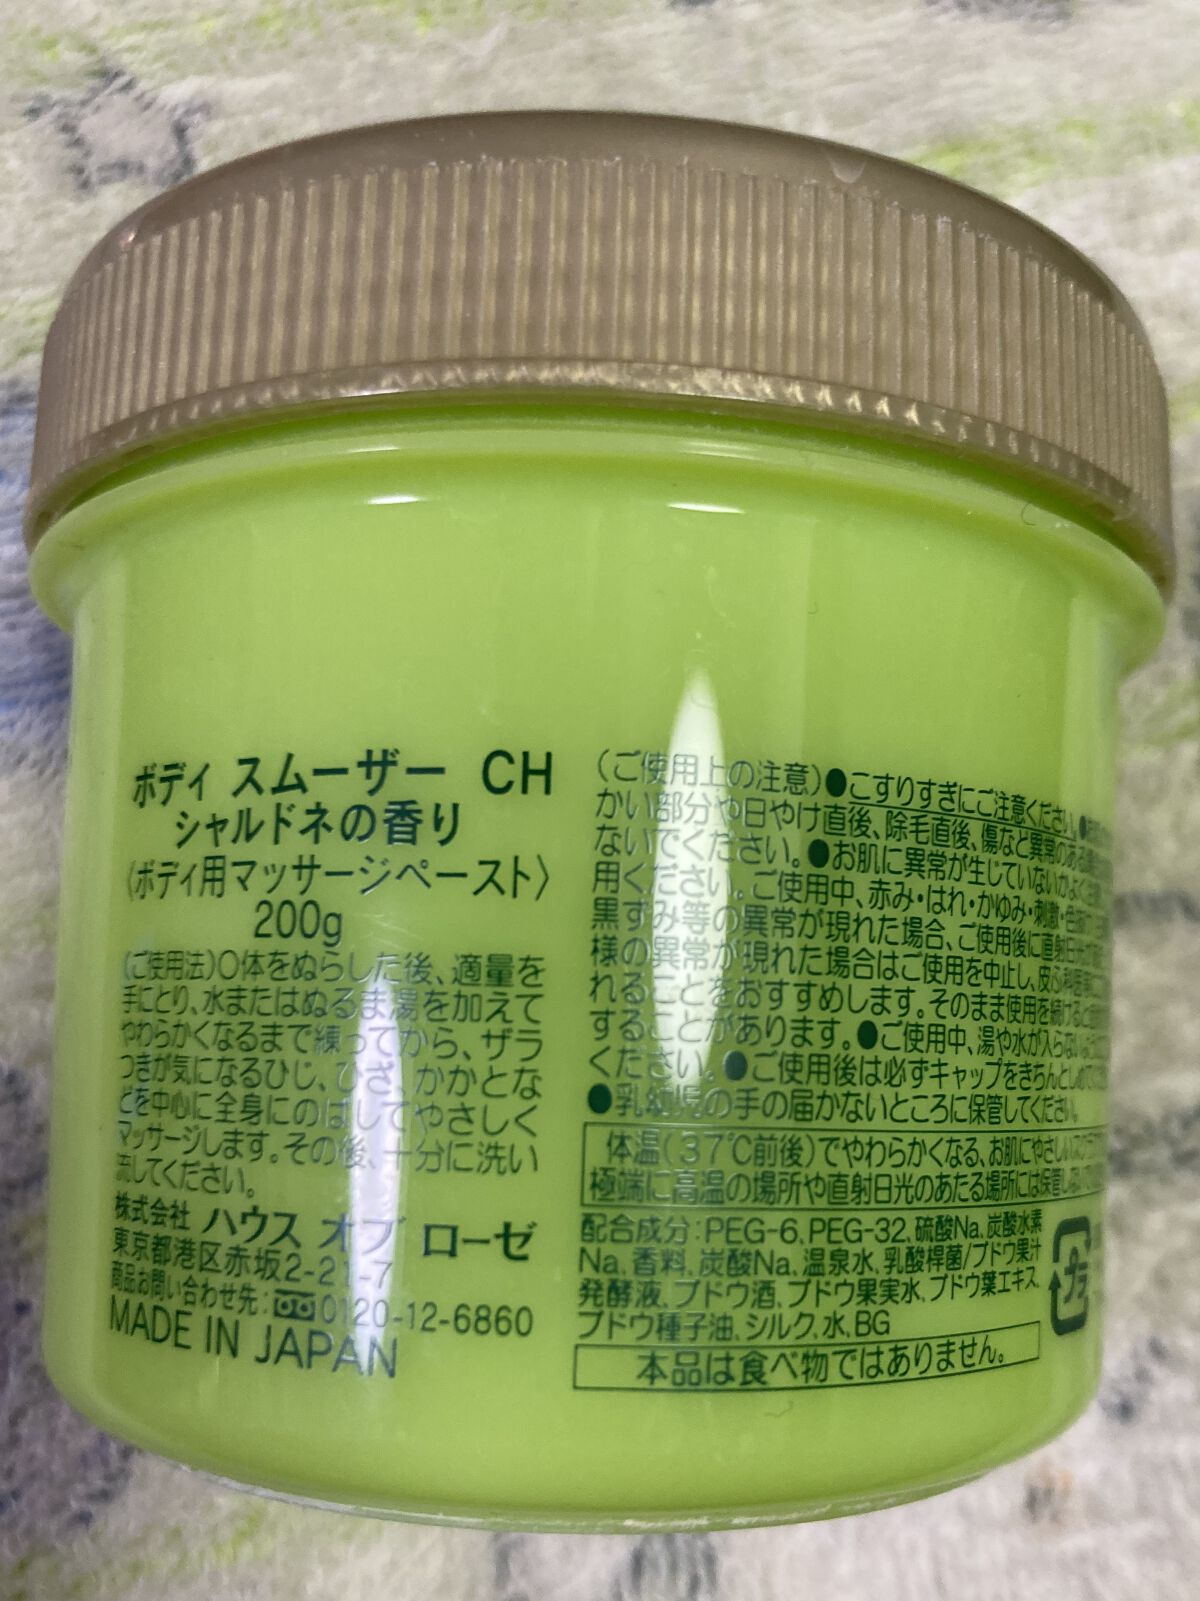 ボディ スムーザー CH
シャルドネの香り
〈ボディ用マッサージペースト〉
200g
(ご使用法)○体をぬらした後、適量を
手にとり、水またはぬるま湯を加えて
やわらかくなるまで練ってから、ザラ
つきが気になるひじ、ひざ、かかとな
どを中心に全身にのばしてやさしく
マッサージします。その後、十分に洗い
流してください。
株式会社 ハウス オブ ローゼ
東京都港区赤坂2-21-7
商品お問い合わせ先:0120-12-6860
MADE IN JAPAN
(ご使用上の注意)●こすりすぎにご注意ください。●
かい部分や日やけ直後、除毛直後、傷など異常のある
ないでください。●お肌に異常が生じていないかよく
用ください。ご使用中、赤み・はれ・かゆみ・刺激・色
黒ずみ等の異常が現れた場合、ご使用後に直射日光
様の異常が現れた場合はご使用を中止し、皮ふ科
れることをおすすめします。そのまま使用を続けると
することがあります。●ご使用中、湯や水が入らない
ください。●ご使用後は必ずキャップをきちんとしめて
●乳幼児の手の届かないところに保管してください。
体温(37℃前後)でやわらかくなる、お肌にやさしい
極端に高温の場所や直射日光のあたる場所には保管し
配合成分:PEG-6、PEG-32、硫酸Na、炭酸水素
Na、香料、炭酸Na、温泉水、乳酸桿菌/ブドウ果汁
発酵液、ブドウ酒、ブドウ果実水、ブドウ葉エキス、
ブドウ種子油、シルク、水、BG
プラ
本品は食べ物ではありません。